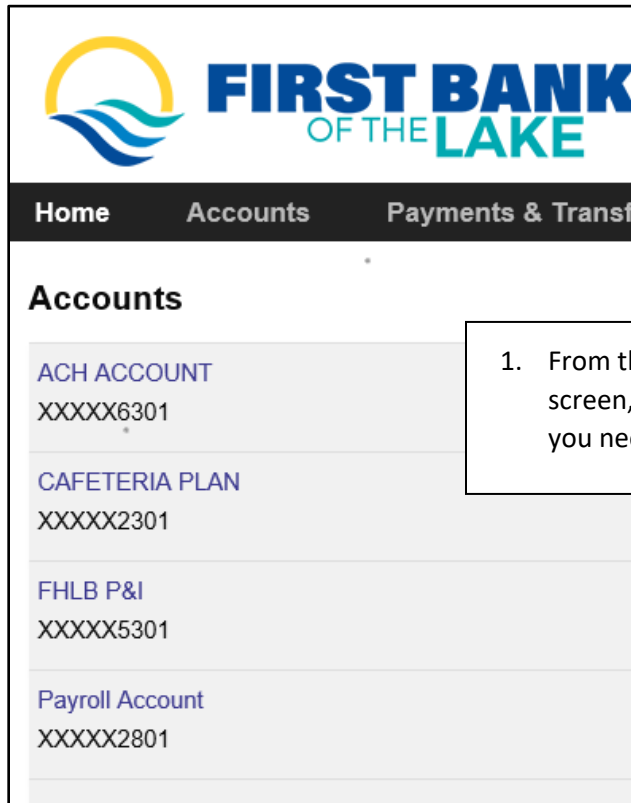 FIRST BANK
OF THE LAKE
Home Accounts Payments & Transf
Accounts
ACH ACCOUNT
XXXXX6301
1. From th
screen,
you nee
CAFETERIA PLAN
XXXXX2301
FHLB P&I
XXXXX5301
Payroll Account
XXXXX2801